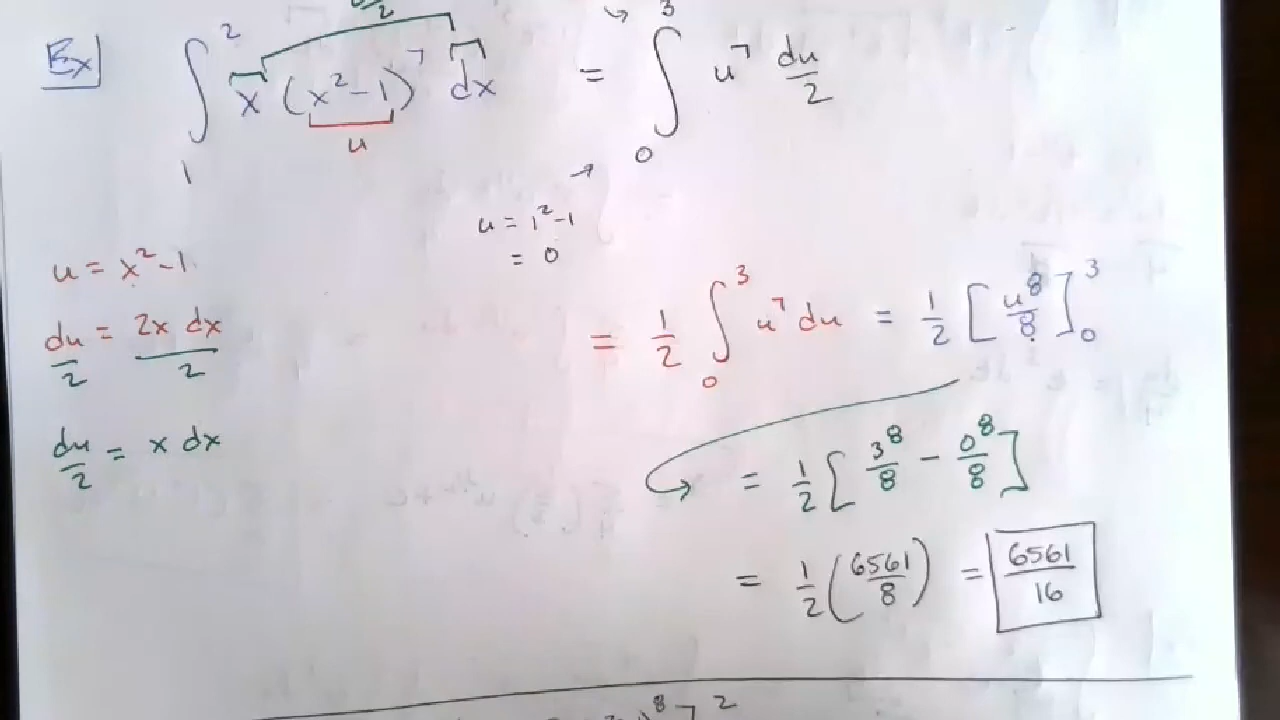 Ex ∫₁² x (x² - 1)⁷ dx = ∫₀³ u⁷ du/2
u
u = 1² - 1
= 0
u = x² - 1
du/2 = 2x dx/2
du/2 = x dx
= 1/2 ∫₀³ u⁷ du = 1/2 [u⁸/8]₀³
= 1/2 [3⁸/8 - 0⁸/8]
= 1/2 (6561/8) = 6561/16